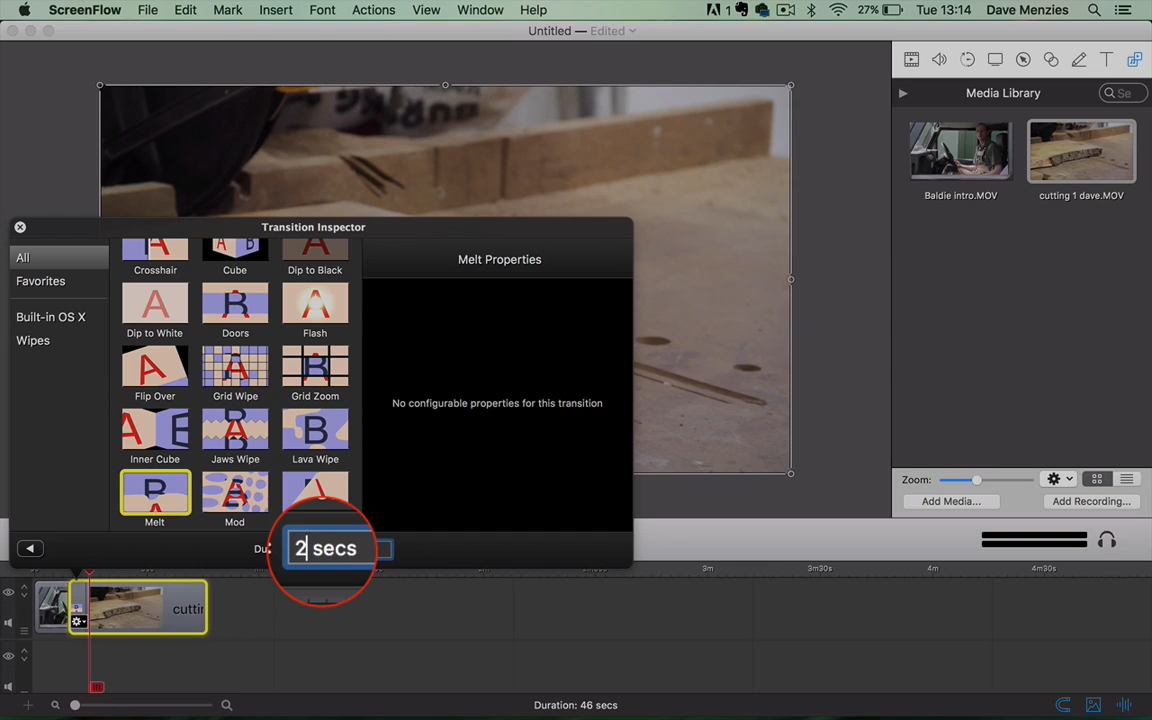 ScreenFlow File Edit Mark Insert Font Actions View Window Help 1 27% Tue 13:14 Dave Menzies
Untitled — Edited
Media Library Se
Baldie intro.MOV cutting 1 dave.MOV
Transition Inspector
All
Favorites
Built-in OS X
Wipes
Crosshair Cube Dip to Black
Dip to White Doors Flash
Flip Over Grid Wipe Grid Zoom
Inner Cube Jaws Wipe Lava Wipe
Melt Mod
Melt Properties
No configurable properties for this transition
2 secs
Zoom:
Add Media... Add Recording...
3m 3m30s 4m 4m30s
Duration: 46 secs